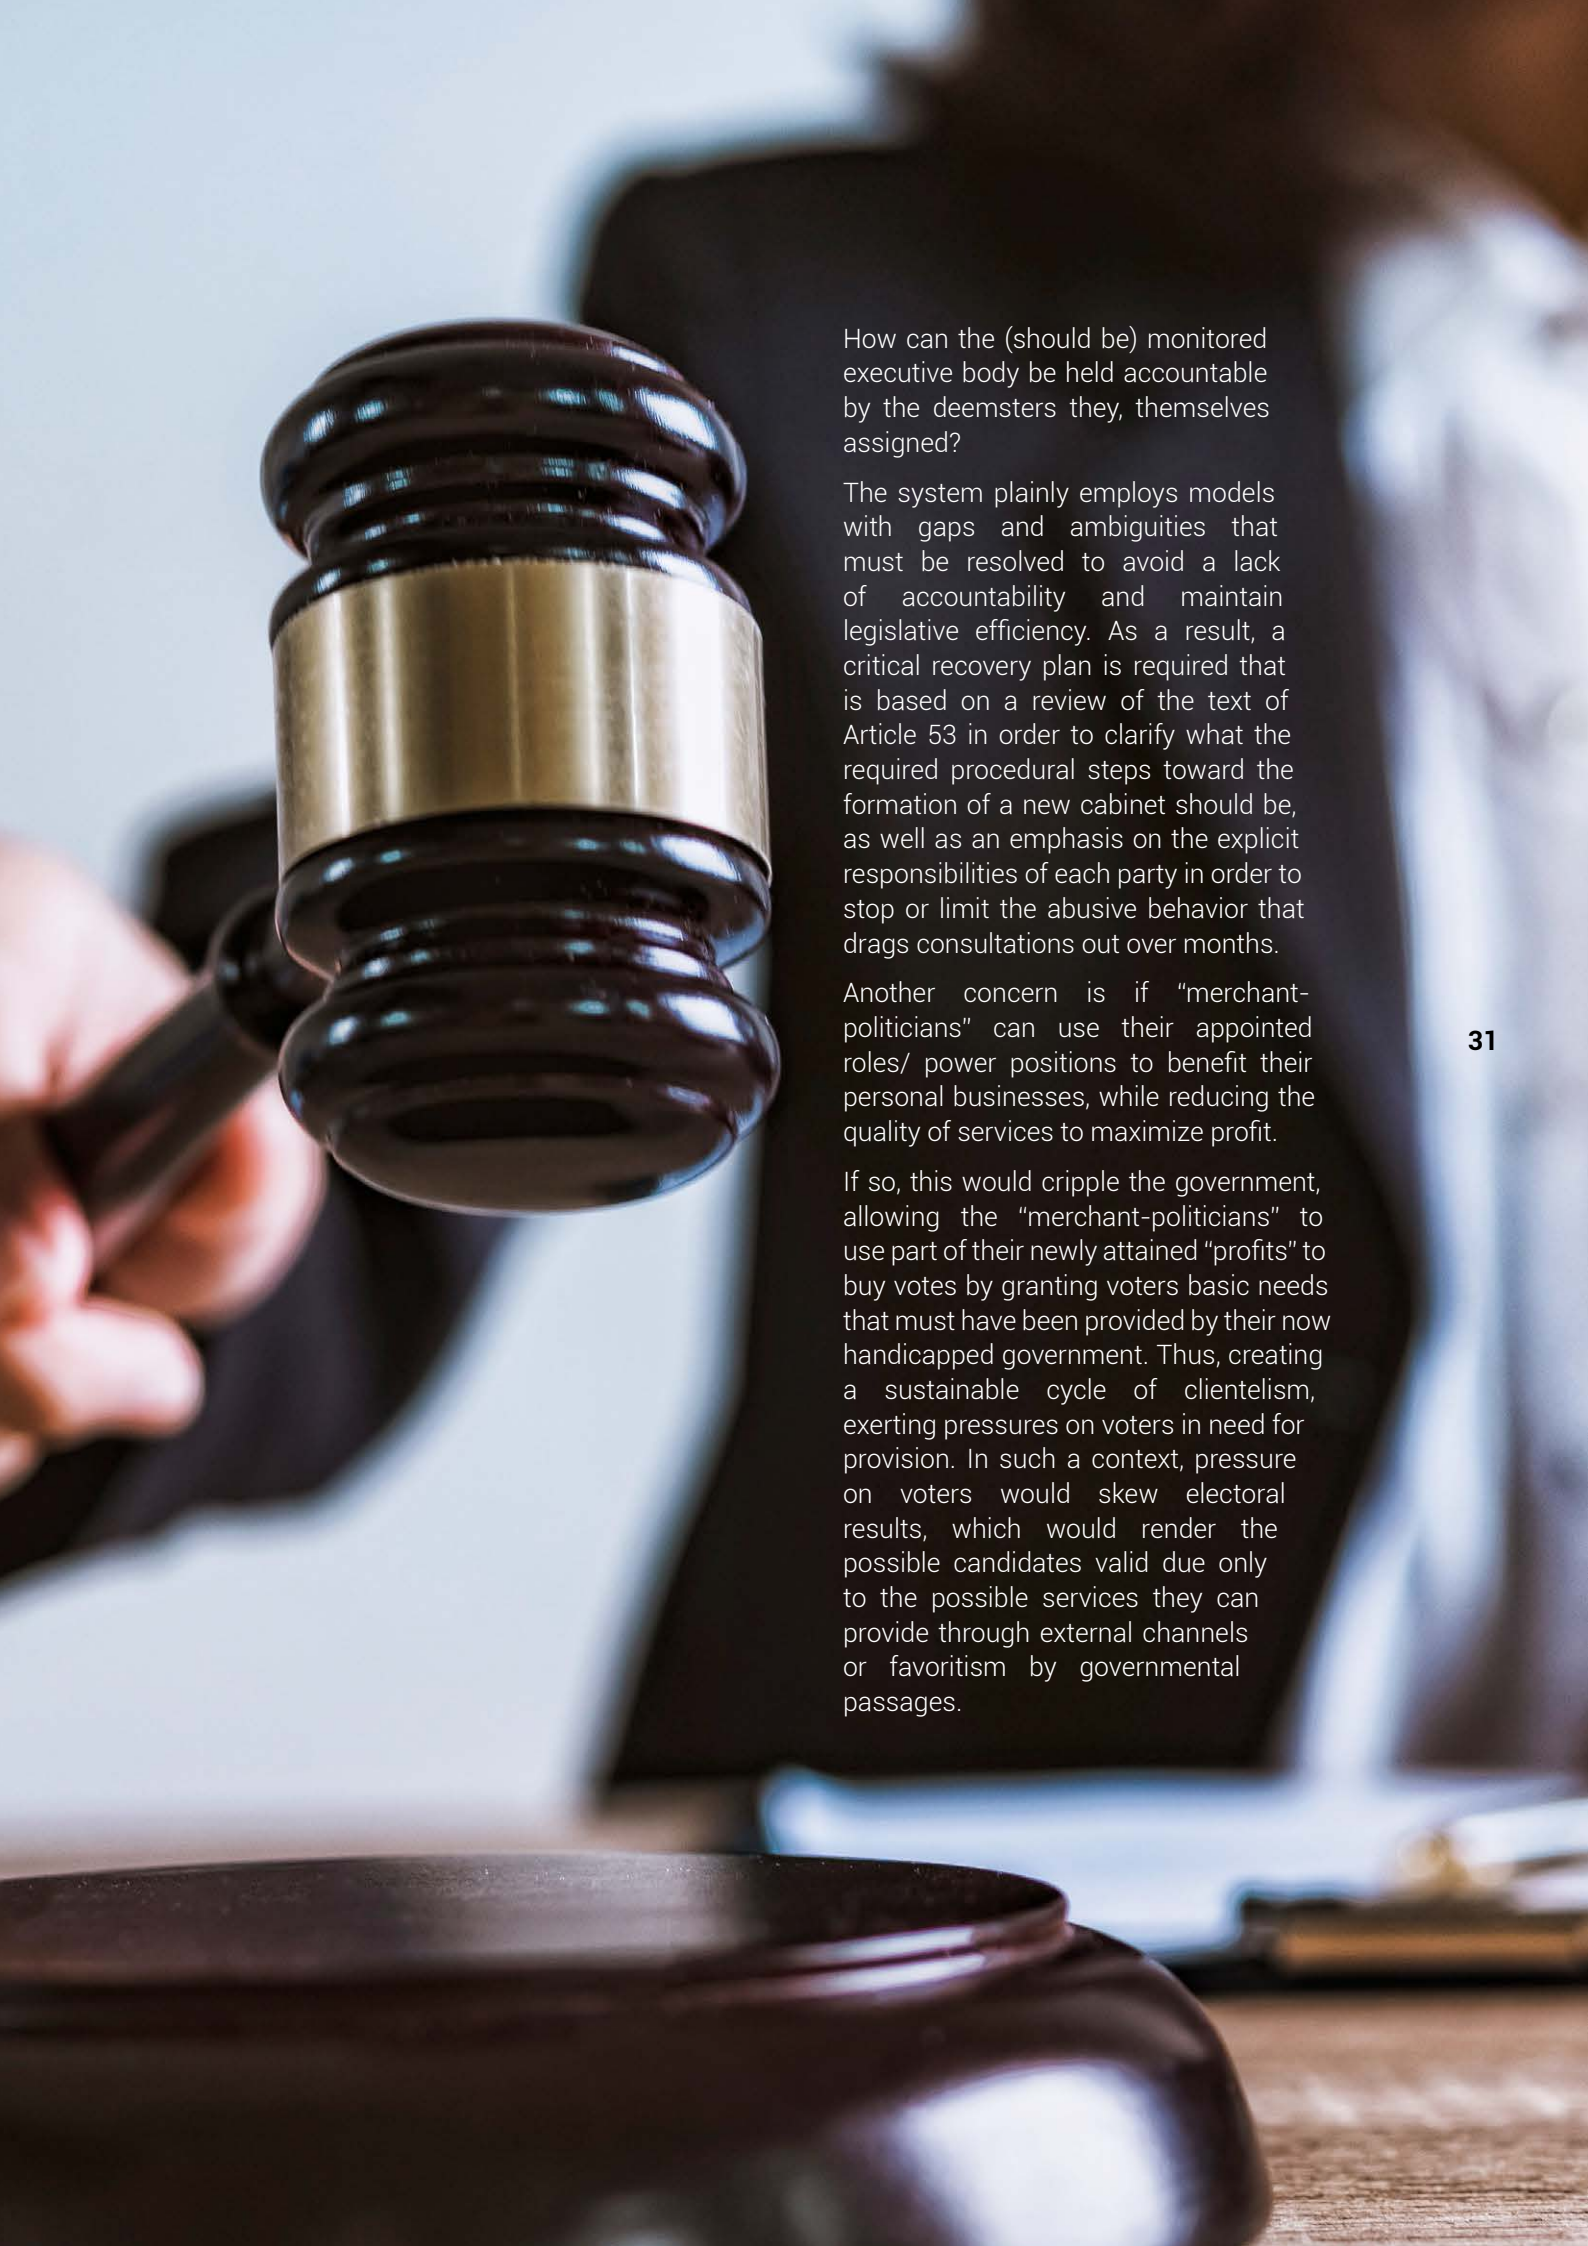 How can the (should be) monitored
executive body be held accountable
by the deemsters they, themselves
assigned?
The system plainly employs models
with gaps and ambiguities that
must be resolved to avoid a lack
of accountability and maintain
legislative efficiency. As a result, a
critical recovery plan is required that
is based on a review of the text of
Article 53 in order to clarify what the
required procedural steps toward the
formation of a new cabinet should be,
as well as an emphasis on the explicit
responsibilities of each party in order to
stop or limit the abusive behavior that
drags consultations out over months.
Another concern is if “merchant-
politicians” can use their appointed
roles/ power positions to benefit their
personal businesses, while reducing the
quality of services to maximize profit.
If so, this would cripple the government,
allowing the “merchant-politicians” to
use part of their newly attained “profits” to
buy votes by granting voters basic needs
that must have been provided by their now
handicapped government. Thus, creating
a sustainable cycle of clientelism,
exerting pressures on voters in need for
provision. In such a context, pressure
on voters would skew electoral
results, which would render the
possible candidates valid due only
to the possible services they can
provide through external channels
or favoritism by governmental
passages.
31